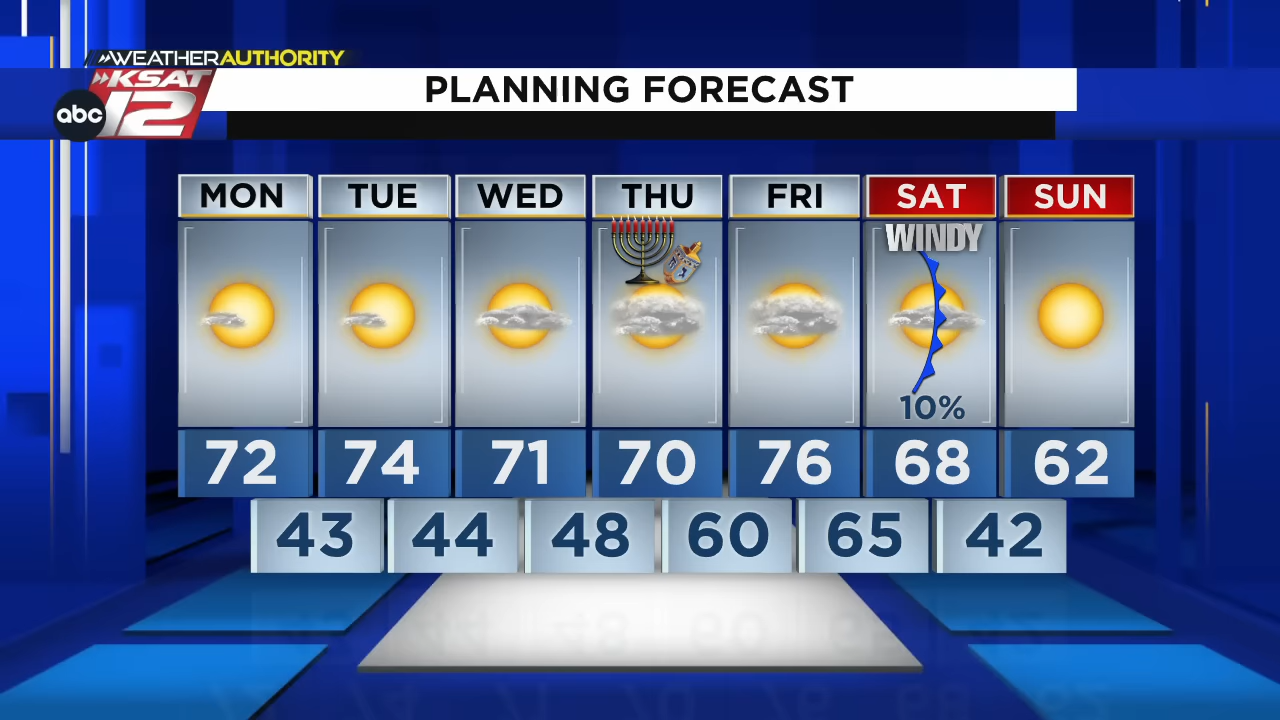 WEATHERAUTHORITY
KSAT
abc 12
PLANNING FORECAST
MON TUE WED THU FRI SAT SUN
WINDY
10%
72 74 71 70 76 68 62
43 44 48 60 65 42